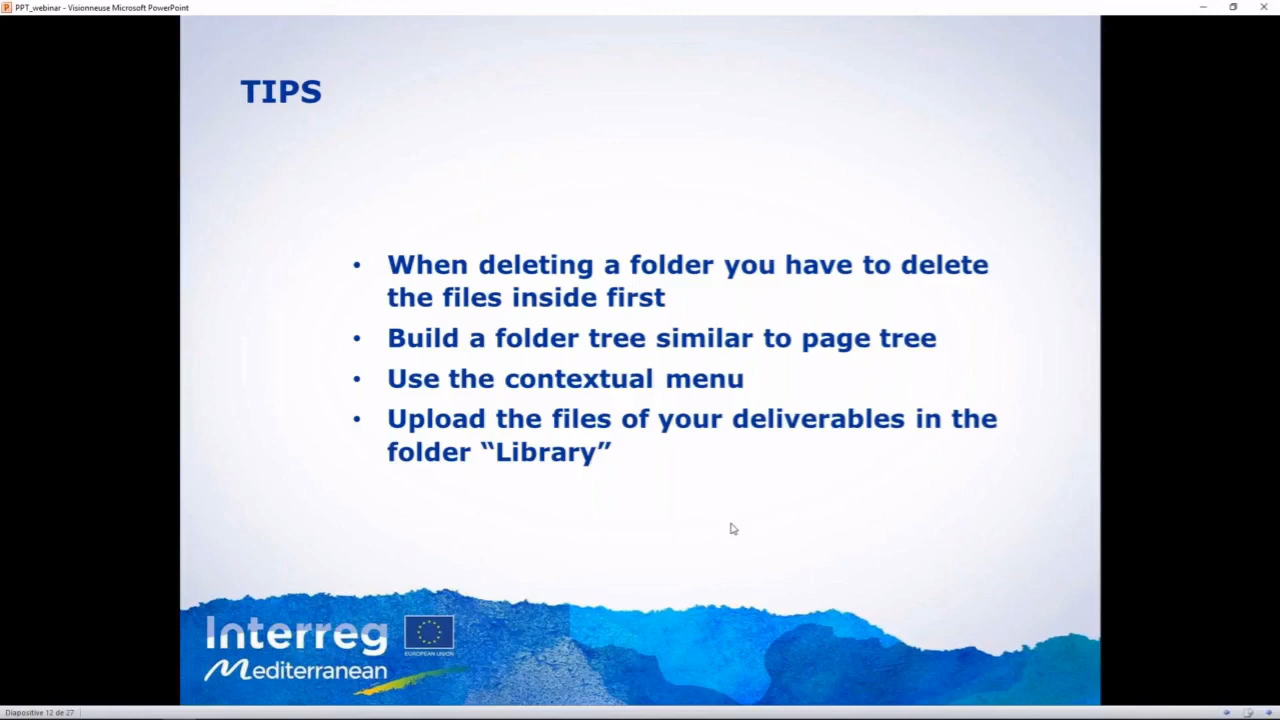 PPT_webinar - Visionneuse Microsoft PowerPoint
TIPS
• When deleting a folder you have to delete
the files inside first
• Build a folder tree similar to page tree
• Use the contextual menu
• Upload the files of your deliverables in the
folder “Library”
Interreg
EUROPEAN UNION
Mediterranean
Diapositive 12 de 27